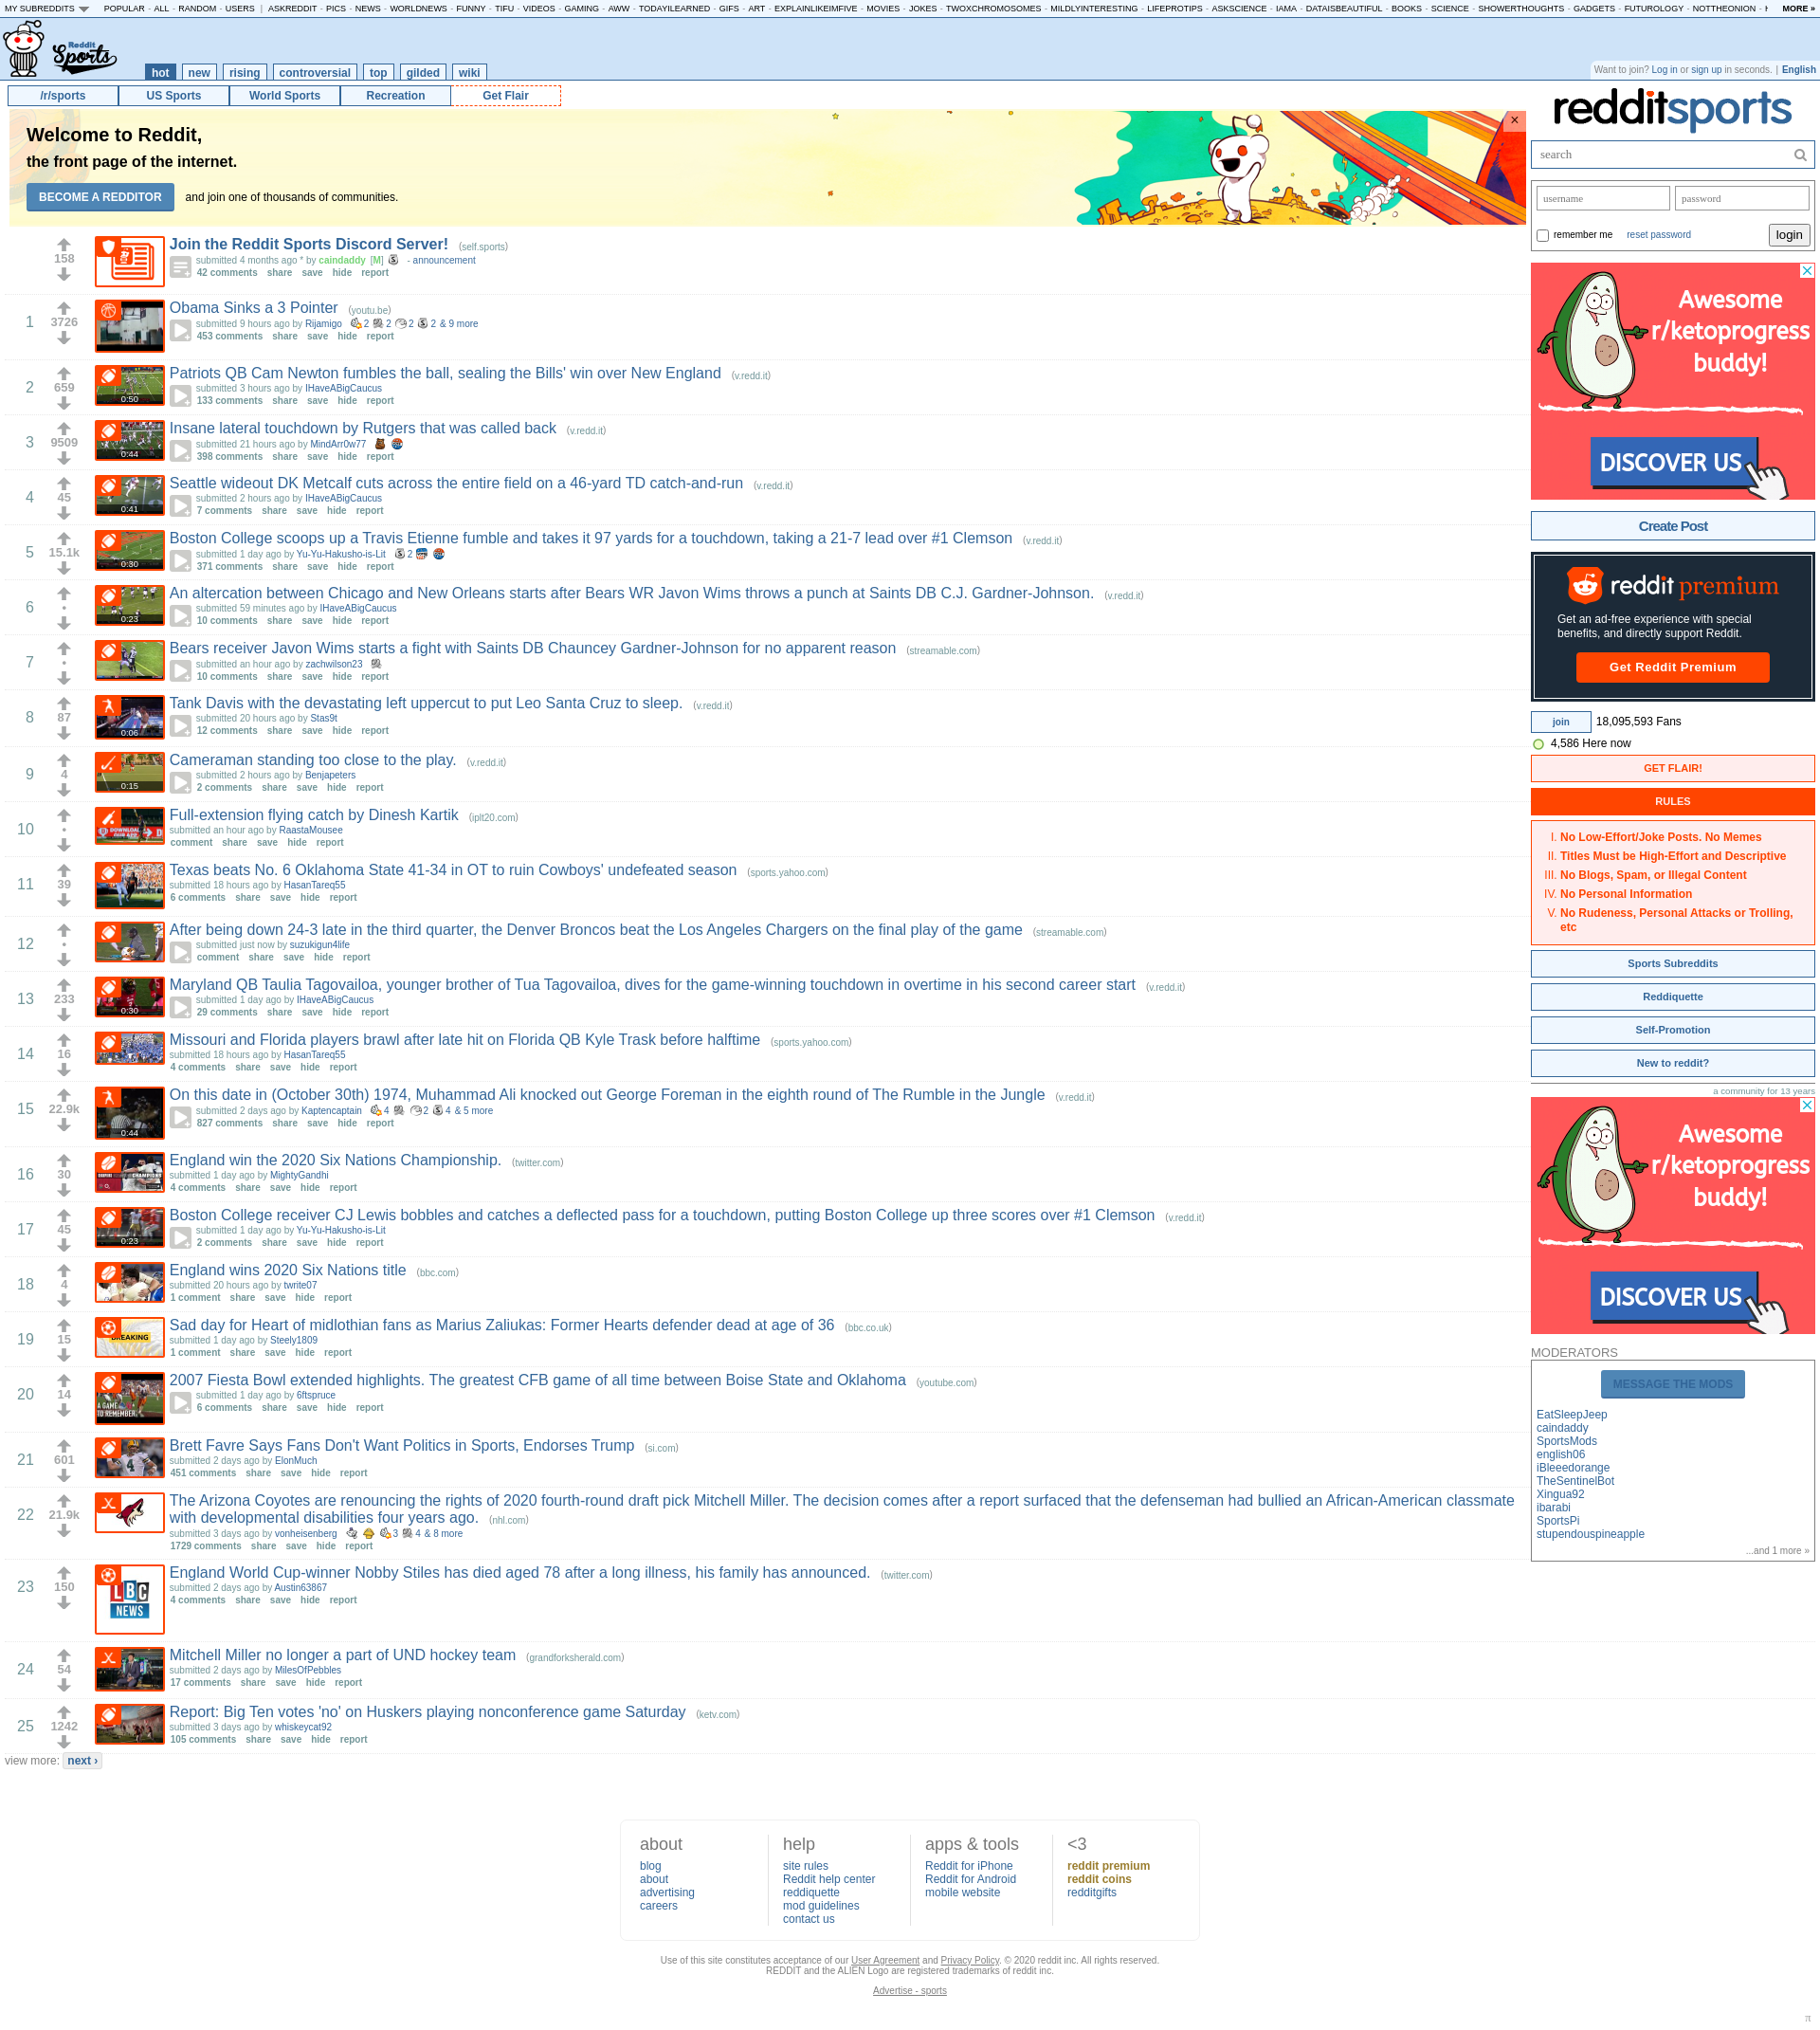 MY SUBREDDITS POPULAR - ALL - RANDOM - USERS | ASKREDDIT - PICS - NEWS - WORLDNEWS - FUNNY - TIFU - VIDEOS - GAMING - AWW - TODAYILEARNED - GIFS - ART - EXPLAINLIKEIMFIVE - MOVIES - JOKES - TWOXCHROMOSOMES - MILDLYINTERESTING - LIFEPROTIPS - ASKSCIENCE - IAMA - DATAISBEAUTIFUL - BOOKS - SCIENCE - SHOWERTHOUGHTS - GADGETS - FUTUROLOGY - NOTTHEONION - MORE »
Reddit Sports
hot new rising controversial top gilded wiki
Want to join? Log in or sign up in seconds. | English
/r/sports US Sports World Sports Recreation Get Flair
Welcome to Reddit,
the front page of the internet.
BECOME A REDDITOR and join one of thousands of communities.
158
Join the Reddit Sports Discord Server! (self.sports)
submitted 4 months ago * by caindaddy [M] - announcement
42 comments share save hide report
1 3726
Obama Sinks a 3 Pointer (youtu.be)
submitted 9 hours ago by Rijamigo 2 2 2 2 & 9 more
453 comments share save hide report
2 659 0:50
Patriots QB Cam Newton fumbles the ball, sealing the Bills' win over New England (v.redd.it)
submitted 3 hours ago by IHaveABigCaucus
133 comments share save hide report
3 9509 0:44
Insane lateral touchdown by Rutgers that was called back (v.redd.it)
submitted 21 hours ago by MindArr0w77
398 comments share save hide report
4 45 0:41
Seattle wideout DK Metcalf cuts across the entire field on a 46-yard TD catch-and-run (v.redd.it)
submitted 2 hours ago by IHaveABigCaucus
7 comments share save hide report
5 15.1k 0:30
Boston College scoops up a Travis Etienne fumble and takes it 97 yards for a touchdown, taking a 21-7 lead over #1 Clemson (v.redd.it)
submitted 1 day ago by Yu-Yu-Hakusho-is-Lit 2
371 comments share save hide report
6 • 0:23
An altercation between Chicago and New Orleans starts after Bears WR Javon Wims throws a punch at Saints DB C.J. Gardner-Johnson. (v.redd.it)
submitted 59 minutes ago by IHaveABigCaucus
10 comments share save hide report
7 •
Bears receiver Javon Wims starts a fight with Saints DB Chauncey Gardner-Johnson for no apparent reason (streamable.com)
submitted an hour ago by zachwilson23
10 comments share save hide report
8 87 0:06
Tank Davis with the devastating left uppercut to put Leo Santa Cruz to sleep. (v.redd.it)
submitted 20 hours ago by Stas9t
12 comments share save hide report
9 4 0:15
Cameraman standing too close to the play. (v.redd.it)
submitted 2 hours ago by Benjapeters
2 comments share save hide report
10 •
Full-extension flying catch by Dinesh Kartik (iplt20.com)
submitted an hour ago by RaastaMousee
comment share save hide report
11 39
Texas beats No. 6 Oklahoma State 41-34 in OT to ruin Cowboys' undefeated season (sports.yahoo.com)
submitted 18 hours ago by HasanTareq55
6 comments share save hide report
12 •
After being down 24-3 late in the third quarter, the Denver Broncos beat the Los Angeles Chargers on the final play of the game (streamable.com)
submitted just now by suzukigun4life
comment share save hide report
13 233 0:30
Maryland QB Taulia Tagovailoa, younger brother of Tua Tagovailoa, dives for the game-winning touchdown in overtime in his second career start (v.redd.it)
submitted 1 day ago by IHaveABigCaucus
29 comments share save hide report
14 16
Missouri and Florida players brawl after late hit on Florida QB Kyle Trask before halftime (sports.yahoo.com)
submitted 18 hours ago by HasanTareq55
4 comments share save hide report
15 22.9k 0:44
On this date in (October 30th) 1974, Muhammad Ali knocked out George Foreman in the eighth round of The Rumble in the Jungle (v.redd.it)
submitted 2 days ago by Kaptencaptain 4 2 4 & 5 more
827 comments share save hide report
16 30
England win the 2020 Six Nations Championship. (twitter.com)
submitted 1 day ago by MightyGandhi
4 comments share save hide report
17 45 0:23
Boston College receiver CJ Lewis bobbles and catches a deflected pass for a touchdown, putting Boston College up three scores over #1 Clemson (v.redd.it)
submitted 1 day ago by Yu-Yu-Hakusho-is-Lit
2 comments share save hide report
18 4
England wins 2020 Six Nations title (bbc.com)
submitted 20 hours ago by twrite07
1 comment share save hide report
19 15 BREAKING
Sad day for Heart of midlothian fans as Marius Zaliukas: Former Hearts defender dead at age of 36 (bbc.co.uk)
submitted 1 day ago by Steely1809
1 comment share save hide report
20 14 A GAME TO REMEMBER.
2007 Fiesta Bowl extended highlights. The greatest CFB game of all time between Boise State and Oklahoma (youtube.com)
submitted 1 day ago by 6ftspruce
6 comments share save hide report
21 601
Brett Favre Says Fans Don't Want Politics in Sports, Endorses Trump (si.com)
submitted 2 days ago by ElonMuch
451 comments share save hide report
22 21.9k
The Arizona Coyotes are renouncing the rights of 2020 fourth-round draft pick Mitchell Miller. The decision comes after a report surfaced that the defenseman had bullied an African-American classmate
with developmental disabilities four years ago. (nhl.com)
submitted 3 days ago by vonheisenberg 3 4 & 8 more
1729 comments share save hide report
23 150 LBC NEWS
England World Cup-winner Nobby Stiles has died aged 78 after a long illness, his family has announced. (twitter.com)
submitted 2 days ago by Austin63867
4 comments share save hide report
24 54
Mitchell Miller no longer a part of UND hockey team (grandforksherald.com)
submitted 2 days ago by MilesOfPebbles
17 comments share save hide report
25 1242
Report: Big Ten votes 'no' on Huskers playing nonconference game Saturday (ketv.com)
submitted 3 days ago by whiskeycat92
105 comments share save hide report
view more: next ›
redditsports
search
username password
remember me reset password login
Awesome
r/ketoprogress
buddy!
DISCOVER US
Create Post
reddit premium
Get an ad-free experience with special
benefits, and directly support Reddit.
Get Reddit Premium
join 18,095,593 Fans
4,586 Here now
GET FLAIR!
RULES
I. No Low-Effort/Joke Posts. No Memes
II. Titles Must be High-Effort and Descriptive
III. No Blogs, Spam, or Illegal Content
IV. No Personal Information
V. No Rudeness, Personal Attacks or Trolling,
etc
Sports Subreddits
Reddiquette
Self-Promotion
New to reddit?
a community for 13 years
Awesome
r/ketoprogress
buddy!
DISCOVER US
MODERATORS
MESSAGE THE MODS
EatSleepJeep
caindaddy
SportsMods
english06
iBleeedorange
TheSentinelBot
Xingua92
ibarabi
SportsPi
stupendouspineapple
...and 1 more »
about
blog
about
advertising
careers
help
site rules
Reddit help center
reddiquette
mod guidelines
contact us
apps & tools
Reddit for iPhone
Reddit for Android
mobile website
<3
reddit premium
reddit coins
redditgifts
Use of this site constitutes acceptance of our User Agreement and Privacy Policy. © 2020 reddit inc. All rights reserved.
REDDIT and the ALIEN Logo are registered trademarks of reddit inc.
Advertise - sports
π